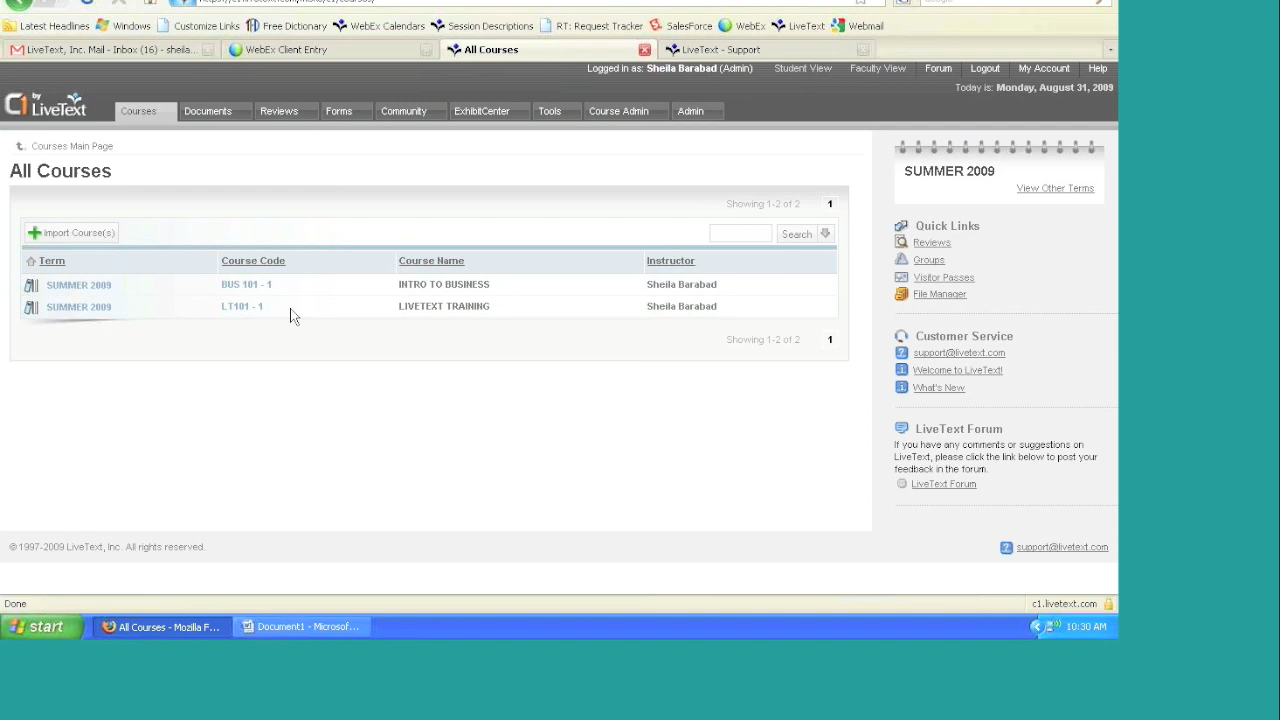 Latest Headlines Windows Customize Links Free Dictionary WebEx Calendars Session Descriptions RT: Request Tracker SalesForce WebEx LiveText Webmail
LiveText, Inc. Mail - Inbox (16) - sheila... WebEx Client Entry All Courses LiveText - Support
Logged in as: Sheila Barabad (Admin) Student View Faculty View Forum Logout My Account Help
Today is: Monday, August 31, 2009
C1 by LiveText Courses Documents Reviews Forms Community ExhibitCenter Tools Course Admin Admin
Courses Main Page
All Courses
Showing 1-2 of 2 1
Import Course(s) Search
Term Course Code Course Name Instructor
SUMMER 2009 BUS 101 - 1 INTRO TO BUSINESS Sheila Barabad
SUMMER 2009 LT101 - 1 LIVETEXT TRAINING Sheila Barabad
Showing 1-2 of 2 1
SUMMER 2009
View Other Terms
Quick Links
Reviews
Groups
Visitor Passes
File Manager
Customer Service
support@livetext.com
Welcome to LiveText!
What's New
LiveText Forum
If you have any comments or suggestions on
LiveText, please click the link below to post your
feedback in the forum.
LiveText Forum
© 1997-2009 LiveText, Inc. All rights reserved. support@livetext.com
Done c1.livetext.com
start All Courses - Mozilla F... Document1 - Microsof... 10:30 AM